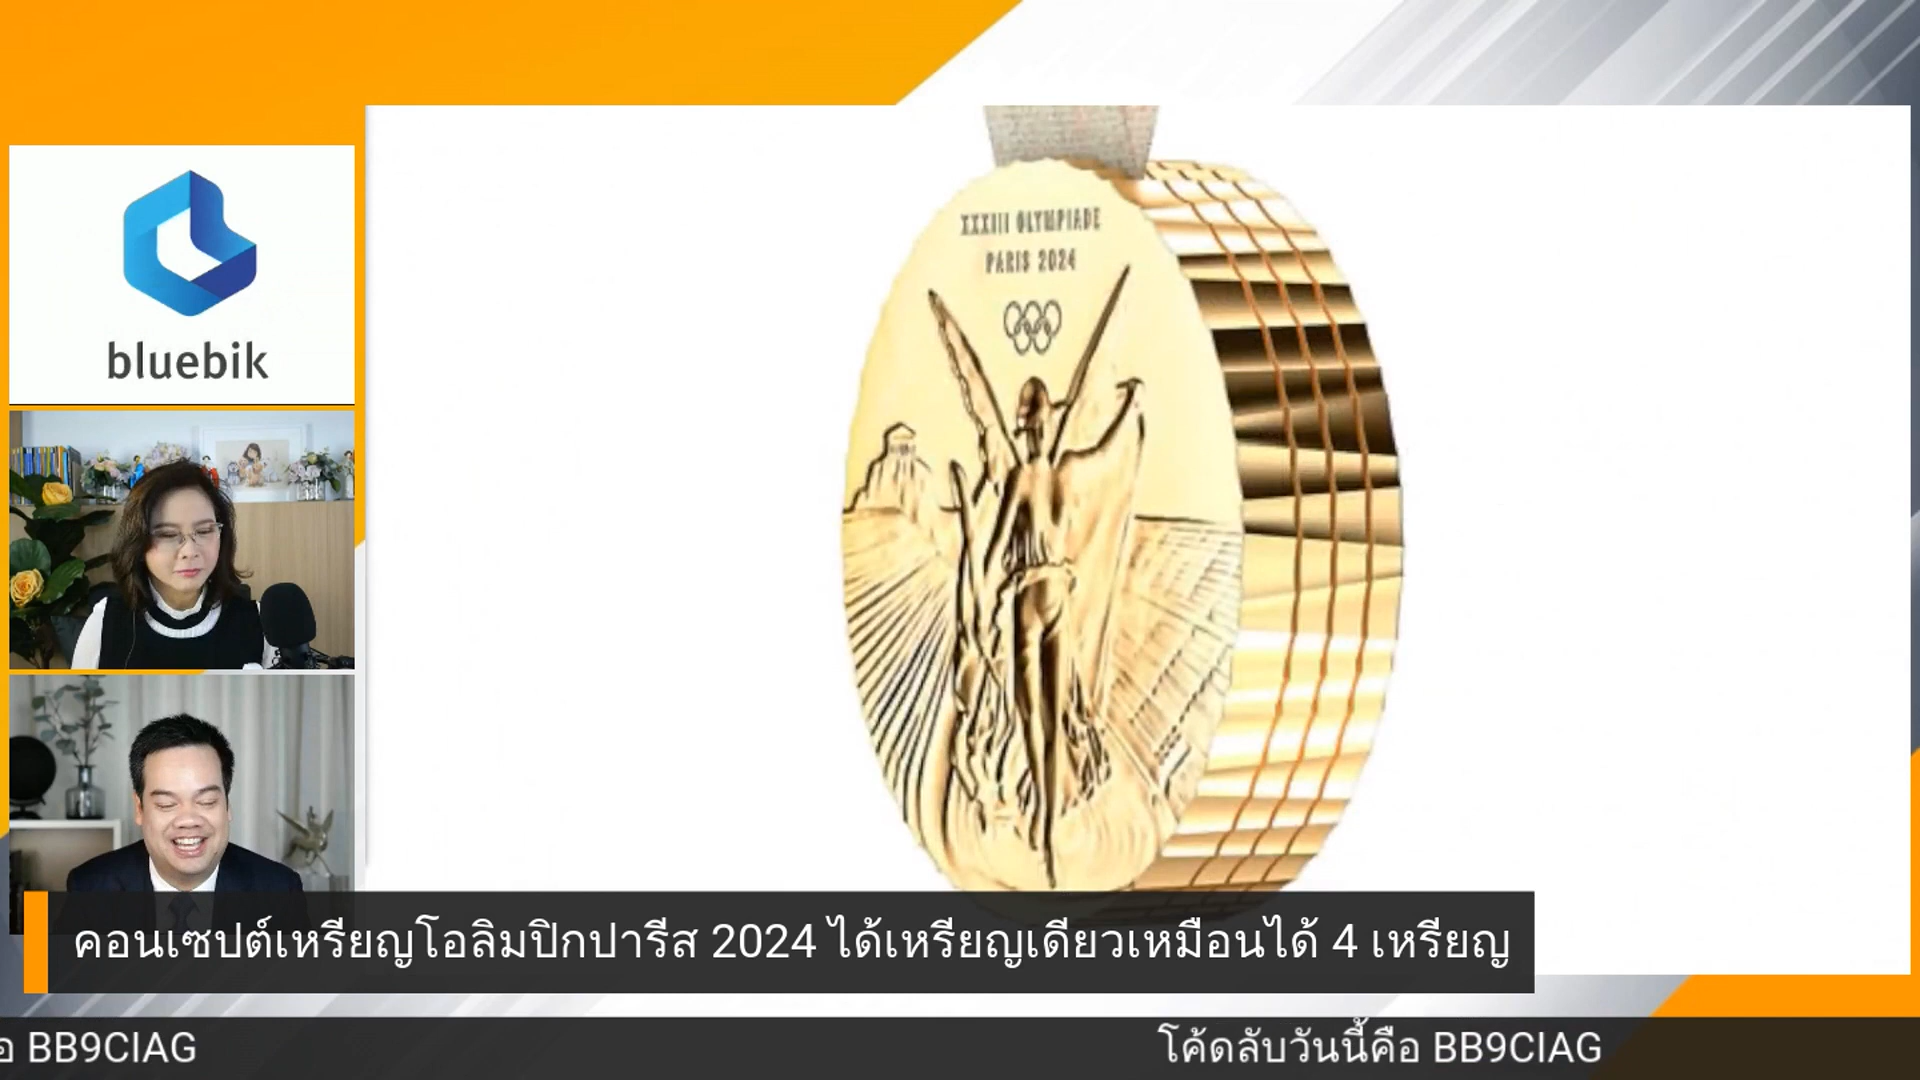 bluebik
XXXIII OLYMPIADE
PARIS 2024
คอนเซปต์เหรียญโอลิมปิกปารีส 2024 ได้เหรียญเดียวเหมือนได้ 4 เหรียญ
อ BB9CIAG
โค้ดลับวันนี้คือ BB9CIAG